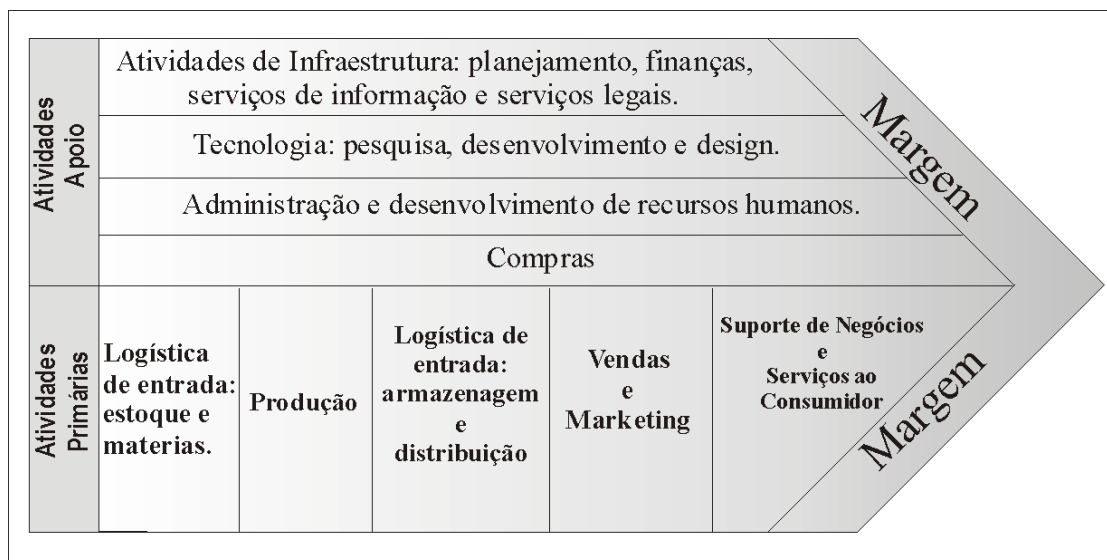 Atividades
Apoio
Atividades de Infraestrutura: planejamento, finanças,
serviços de informação e serviços legais.
Tecnologia: pesquisa, desenvolvimento e design.
Administração e desenvolvimento de recursos humanos.
Compras
Margem
Atividades
Primárias
Logística
de entrada:
estoque e
materias.
Produção
Logística de
entrada:
armazenagem
e
distribuição
Vendas
e
Marketing
Suporte de Negócios
e
Serviços ao
Consumidor
Margem